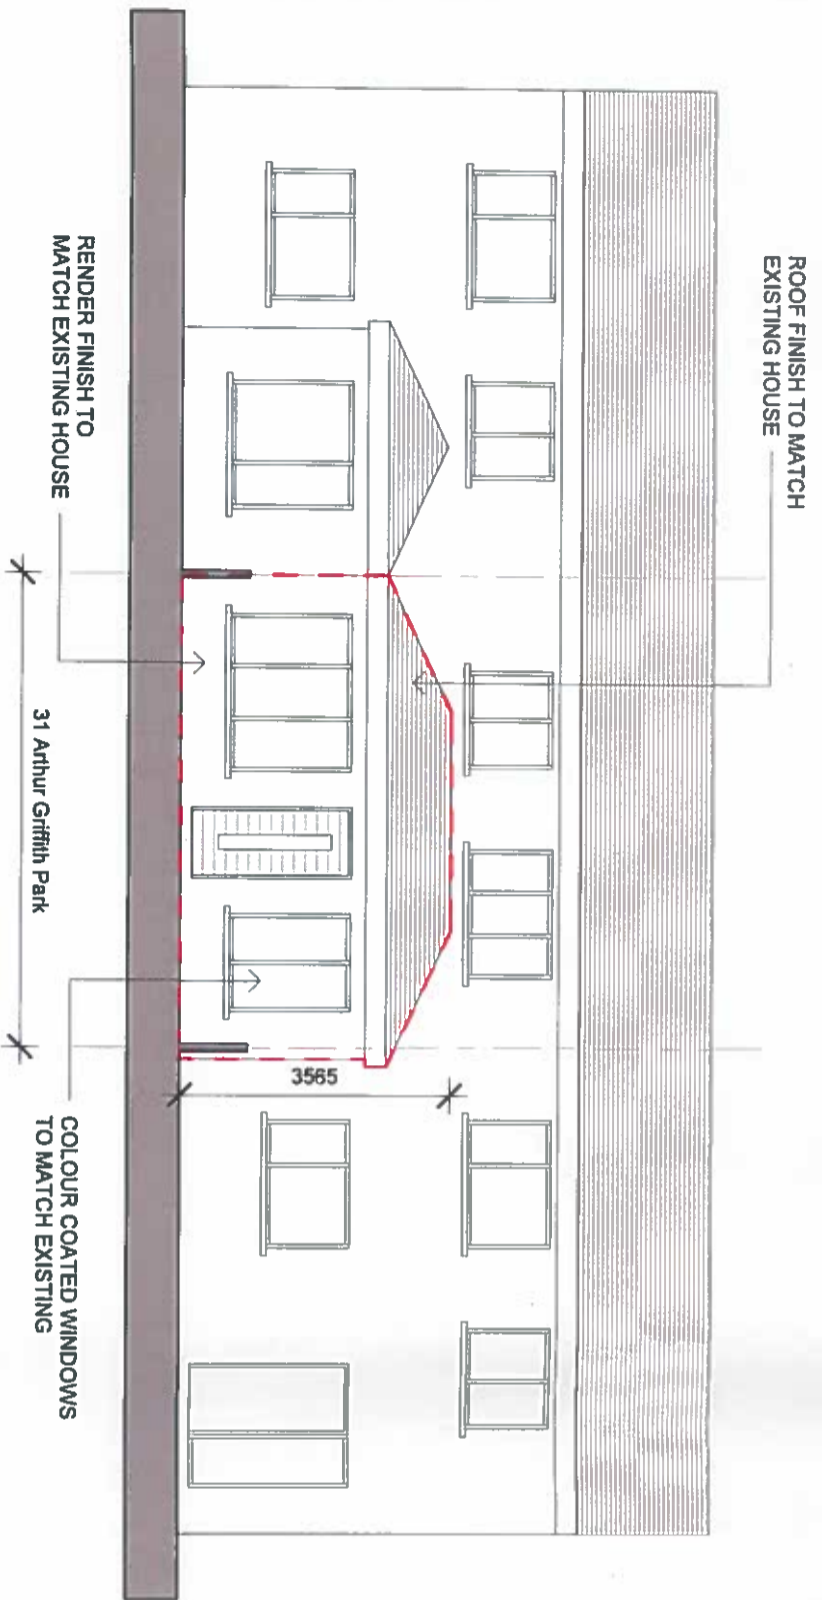 ROOF FINISH TO MATCH
EXISTING HOUSE
3565
RENDER FINISH TO
MATCH EXISTING HOUSE
31 Arthur Griffith Park
COLOUR COATED WINDOWS
TO MATCH EXISTING